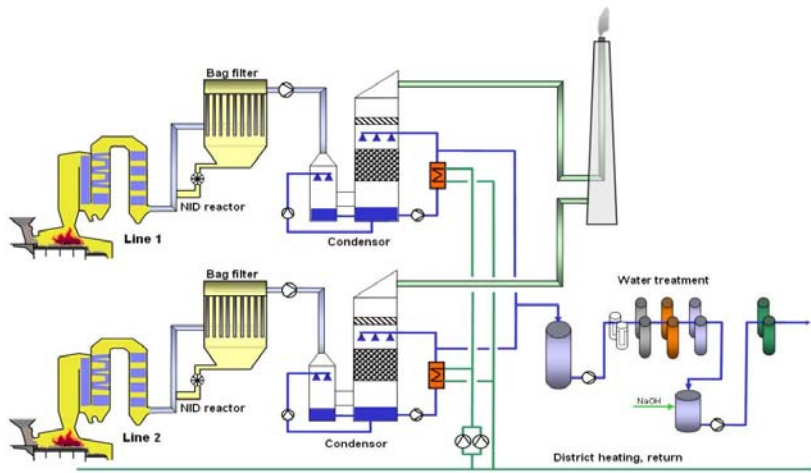 Bag filter
NID reactor
Line 1
Condensor
Bag filter
Water treatment
NID reactor
NaOH
Line 2
Condensor
District heating, return